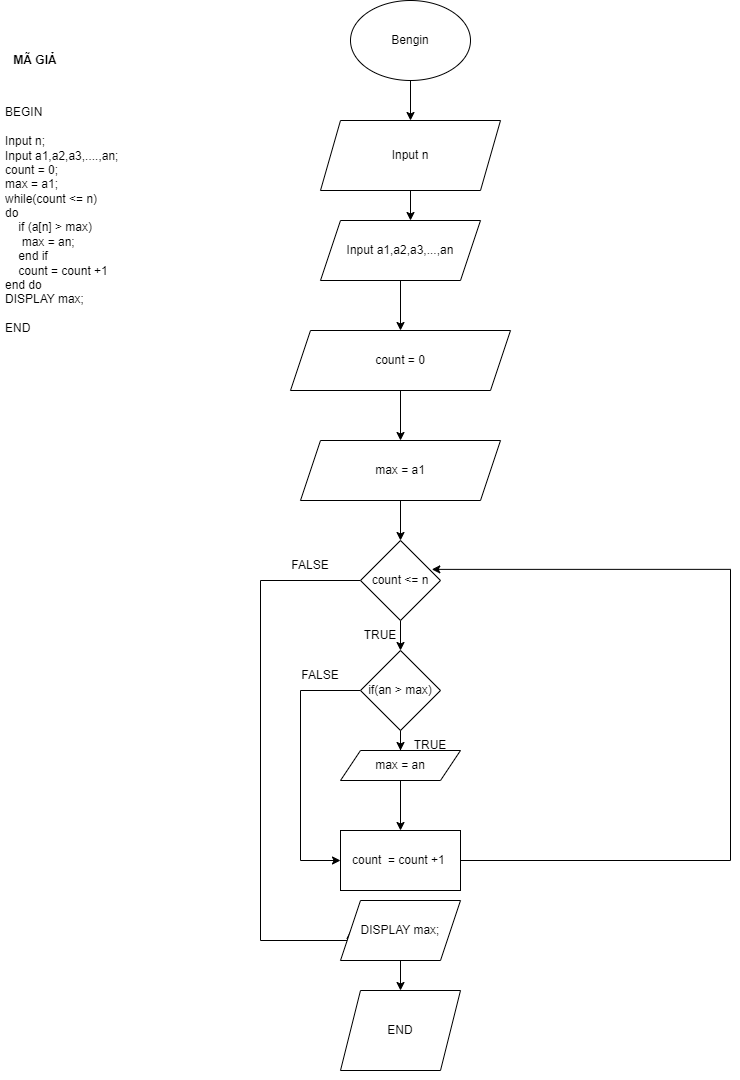 MÃ GIẢ
BEGIN
Input n;
Input a1,a2,a3,....,an;
count = 0;
max = a1;
while(count <= n)
do
if (a[n] > max)
max = an;
end if
count = count +1
end do
DISPLAY max;
END
Bengin
Input n
Input a1,a2,a3,...,an
count = 0
max = a1
FALSE
count <= n
TRUE
FALSE
if(an > max)
TRUE
max = an
count = count +1
DISPLAY max;
END